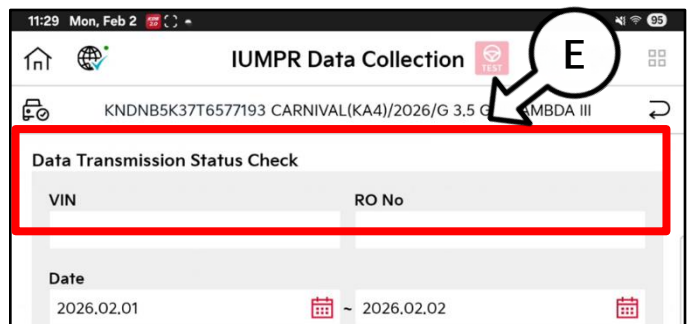 11:29 Mon, Feb 2 95
IUMPR Data Collection TEST E
KNDNB5K37T6577193 CARNIVAL(KA4)/2026/G 3.5 G AMBDA III
Data Transmission Status Check
VIN RO No
Date
2026.02.01 ~ 2026.02.02